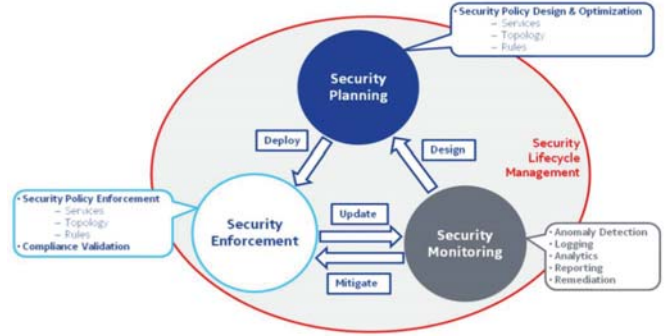 • Security Policy Design & Optimization
– Services
– Topology
– Rules
Security
Planning
Deploy
Design
Security
Lifecycle
Management
• Security Policy Enforcement
– Services
– Topology
– Rules
• Compliance Validation
Security
Enforcement
Update
Mitigate
Security
Monitoring
• Anomaly Detection
• Logging
• Analytics
• Reporting
• Remediation